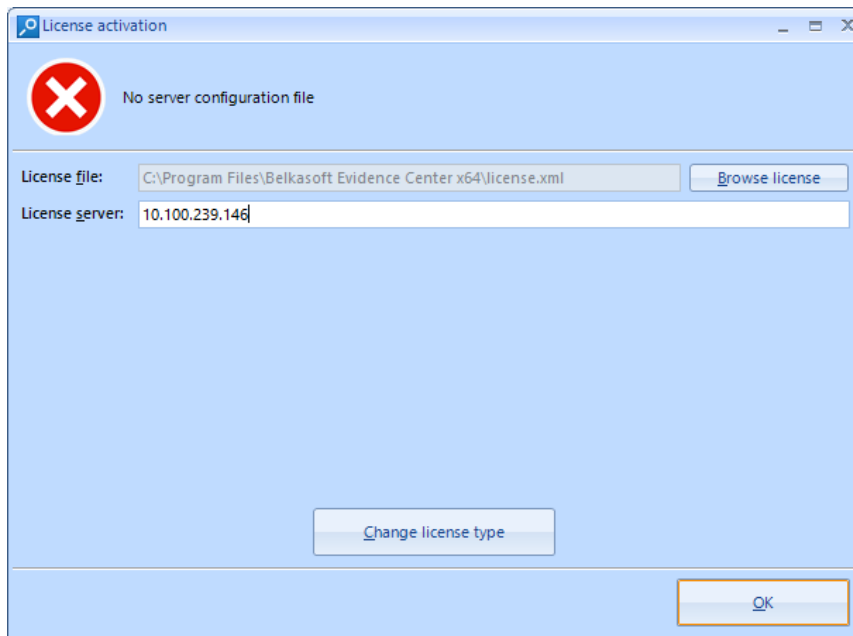 License activation
No server configuration file
License file: C:\Program Files\Belkasoft Evidence Center x64\license.xml Browse license
License server: 10.100.239.146
Change license type
OK